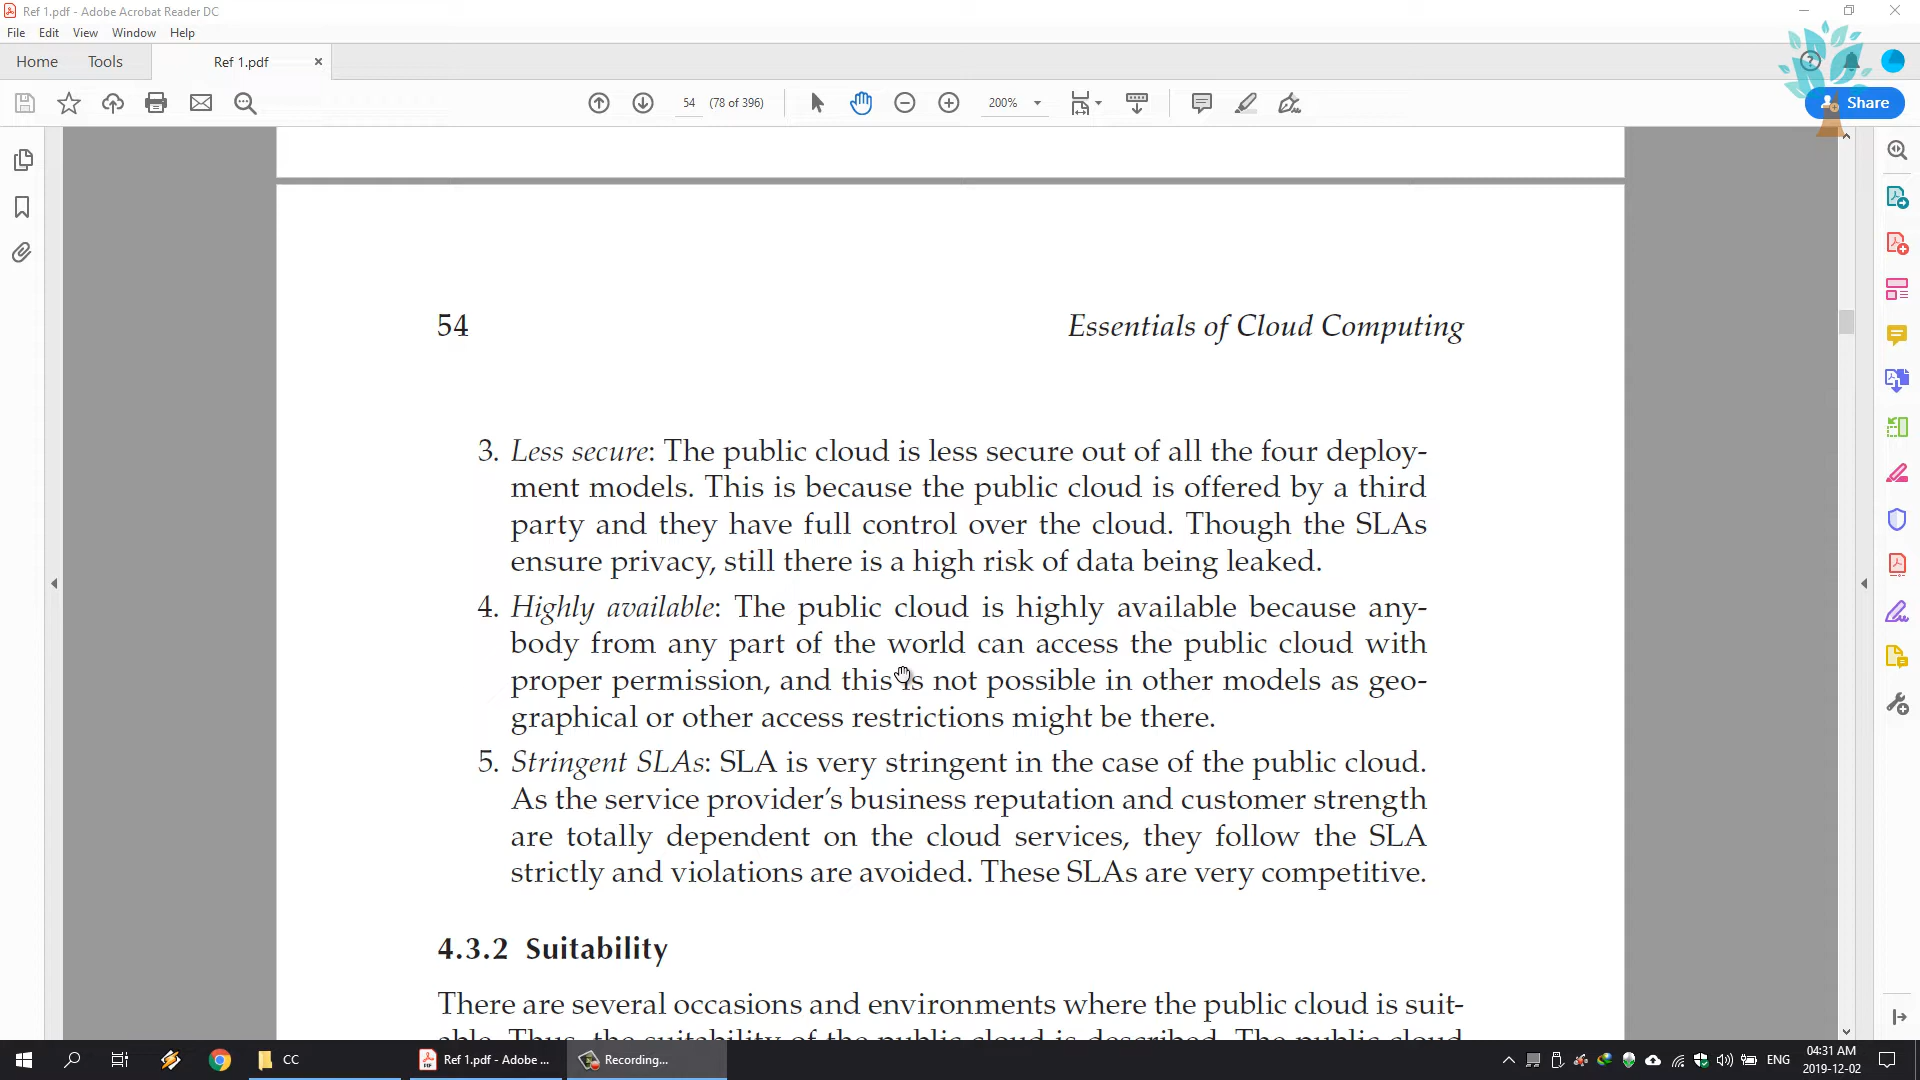 Ref 1.pdf - Adobe Acrobat Reader DC
File Edit View Window Help
Home Tools Ref 1.pdf
54 (78 of 396) 200% Share
54 Essentials of Cloud Computing
3. Less secure: The public cloud is less secure out of all the four deploy-
ment models. This is because the public cloud is offered by a third
party and they have full control over the cloud. Though the SLAs
ensure privacy, still there is a high risk of data being leaked.
4. Highly available: The public cloud is highly available because any-
body from any part of the world can access the public cloud with
proper permission, and this is not possible in other models as geo-
graphical or other access restrictions might be there.
5. Stringent SLAs: SLA is very stringent in the case of the public cloud.
As the service provider's business reputation and customer strength
are totally dependent on the cloud services, they follow the SLA
strictly and violations are avoided. These SLAs are very competitive.
4.3.2 Suitability
There are several occasions and environments where the public cloud is suit-
able. Thus, the suitability of the public cloud is described. The public cloud
CC Ref 1.pdf - Adobe ... Recording... ENG 04:31 AM
2019-12-02